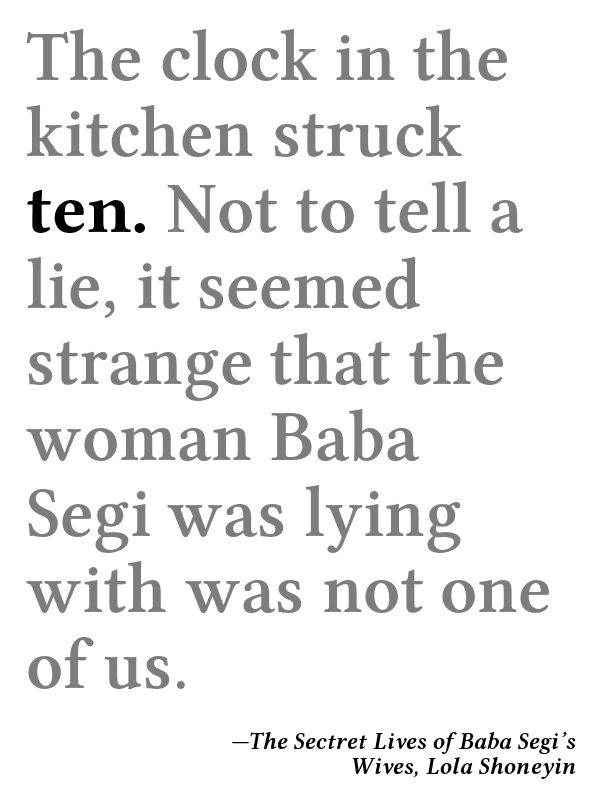 The clock in the
kitchen struck
ten. Not to tell a
lie, it seemed
strange that the
woman Baba
Segi was lying
with was not one
of us.
—The Sectret Lives of Baba Segi’s
Wives, Lola Shoneyin